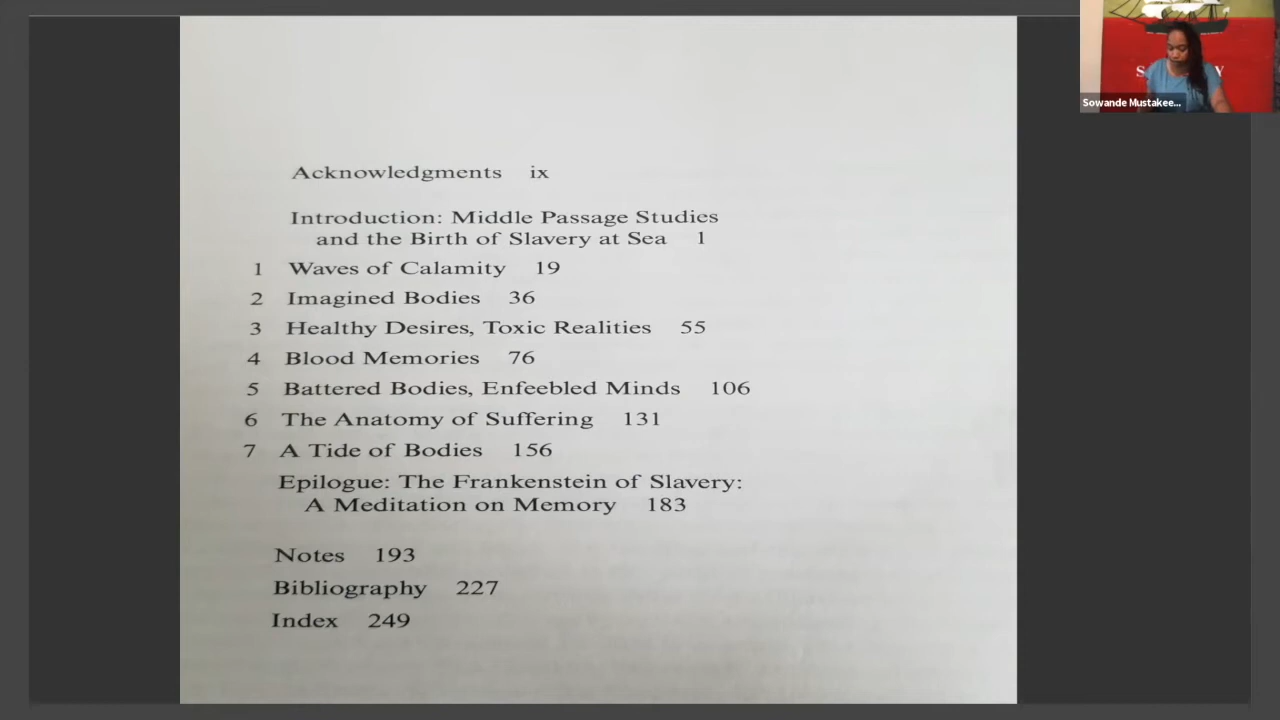 Acknowledgments ix
Introduction: Middle Passage Studies
and the Birth of Slavery at Sea 1
1 Waves of Calamity 19
2 Imagined Bodies 36
3 Healthy Desires, Toxic Realities 55
4 Blood Memories 76
5 Battered Bodies, Enfeebled Minds 106
6 The Anatomy of Suffering 131
7 A Tide of Bodies 156
Epilogue: The Frankenstein of Slavery:
A Meditation on Memory 183
Notes 193
Bibliography 227
Index 249
Sowande Mustakee...